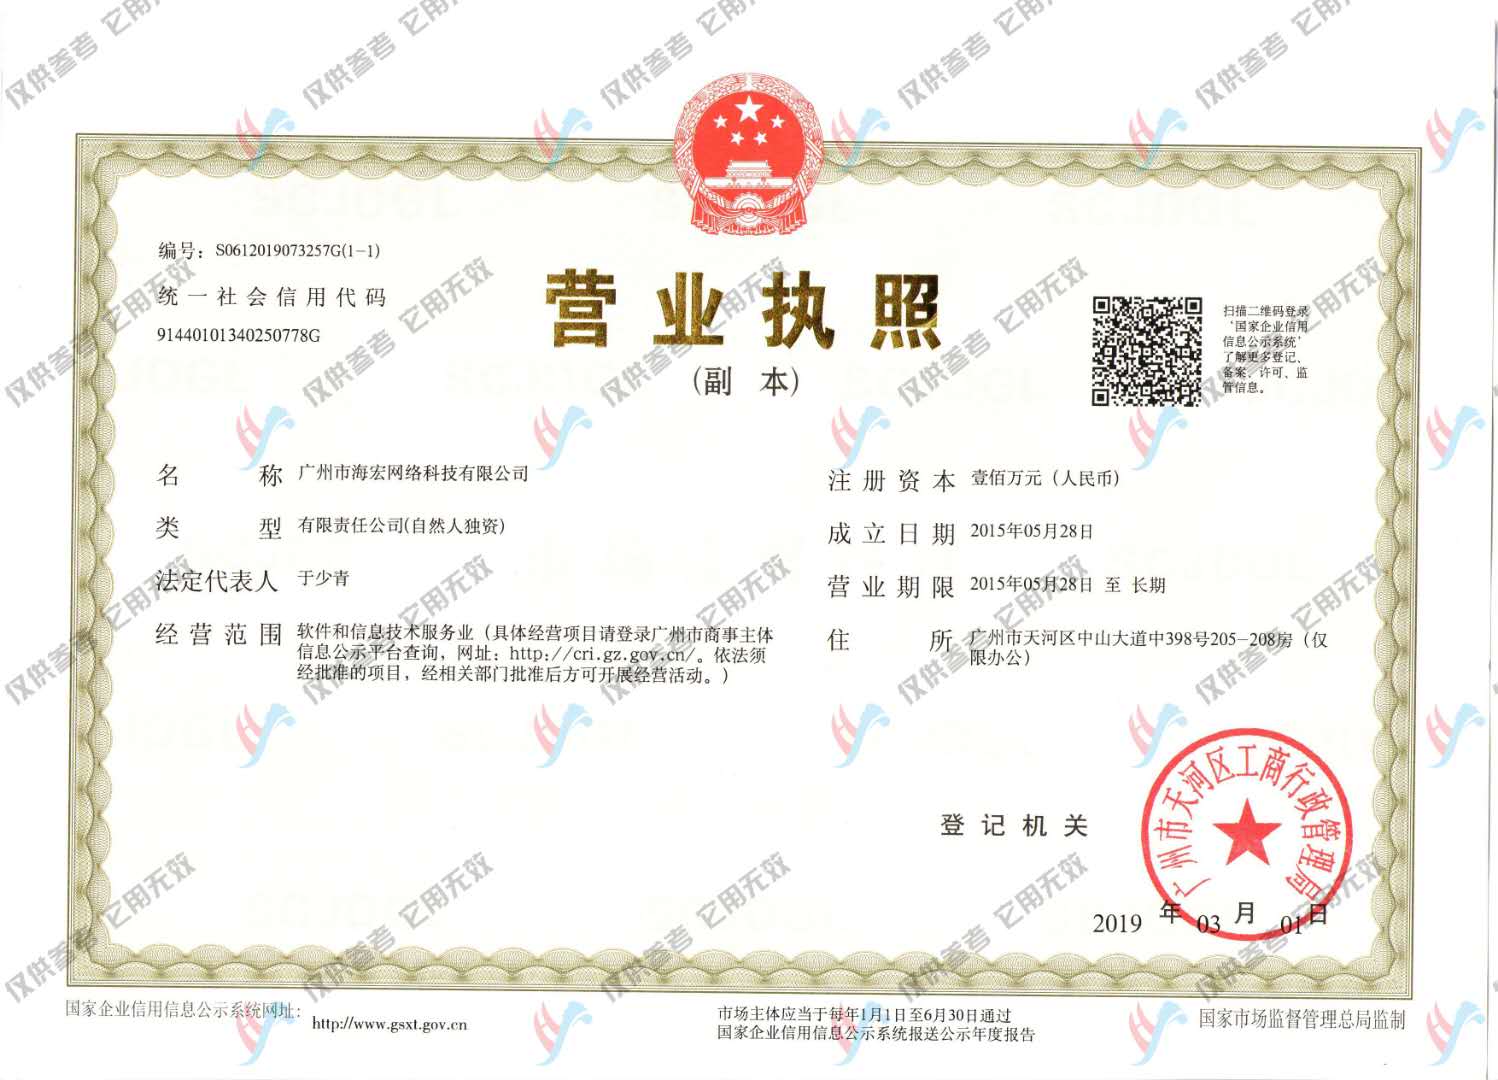 编号：S0612019073257G(1-1)
统一社会信用代码
91440101340250778G
营业执照
（副 本）
扫描二维码登录
‘国家企业信用
信息公示系统’
了解更多登记、
备案、许可、监
管信息。
名 称 广州市海宏网络科技有限公司
类 型 有限责任公司(自然人独资)
法定代表人 于少青
经营范围 软件和信息技术服务业（具体经营项目请登录广州市商事主体
信息公示平台查询，网址：http://cri.gz.gov.cn/。依法须
经批准的项目，经相关部门批准后方可开展经营活动。）
注册资本 壹佰万元（人民币）
成立日期 2015年05月28日
营业期限 2015年05月28日 至 长期
住 所 广州市天河区中山大道中398号205-208房（仅
限办公）
登记机关
广州市天河区工商行政管理局
2019 年 03 月 01日
国家企业信用信息公示系统网址：
http://www.gsxt.gov.cn
市场主体应当于每年1月1日至6月30日通过
国家企业信用信息公示系统报送公示年度报告
国家市场监督管理总局监制
仅供参考 它用无效